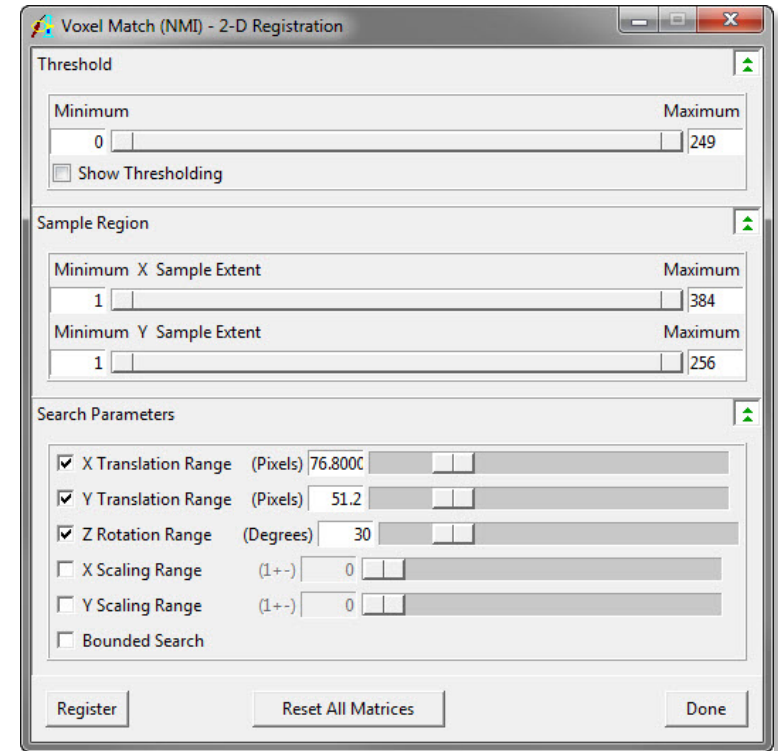 Voxel Match (NMI) - 2-D Registration
Threshold
Minimum Maximum
0 249
Show Thresholding
Sample Region
Minimum X Sample Extent Maximum
1 384
Minimum Y Sample Extent Maximum
1 256
Search Parameters
X Translation Range (Pixels) 76.8000
Y Translation Range (Pixels) 51.2
Z Rotation Range (Degrees) 30
X Scaling Range (1+-) 0
Y Scaling Range (1+-) 0
Bounded Search
Register Reset All Matrices Done